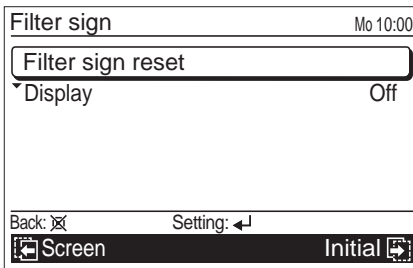 Filter sign Mo 10:00
Filter sign reset
Display Off
Back: Setting:
Screen Initial